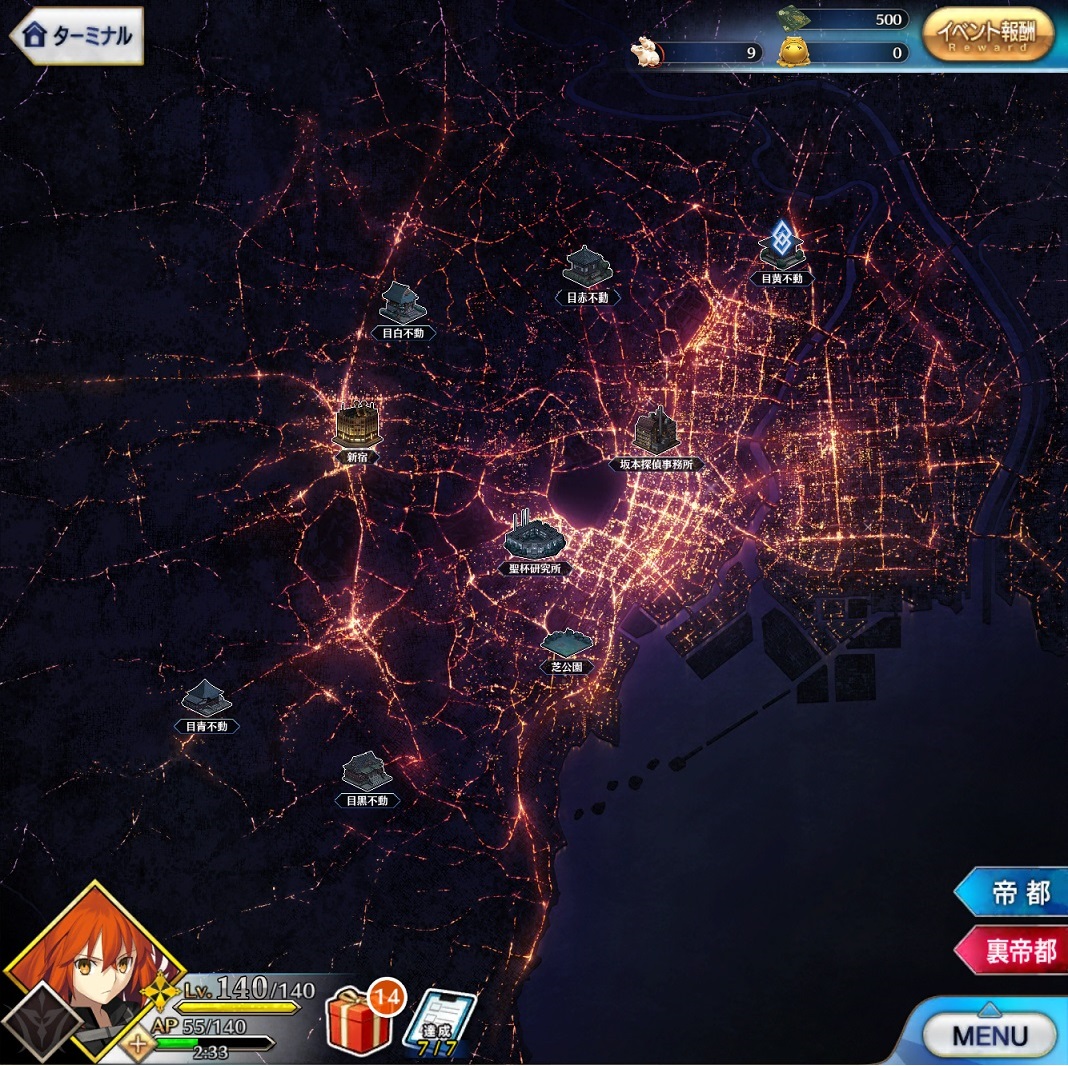 ターミナル
500
9
0
イベント報酬
Reward
目黄不動
目赤不動
目白不動
新宿
坂本探偵事務所
聖杯研究所
芝公園
目青不動
目黒不動
帝都
裏帝都
Lv. 140/140
AP 55/140
2:33
14
達成
7/7
MENU